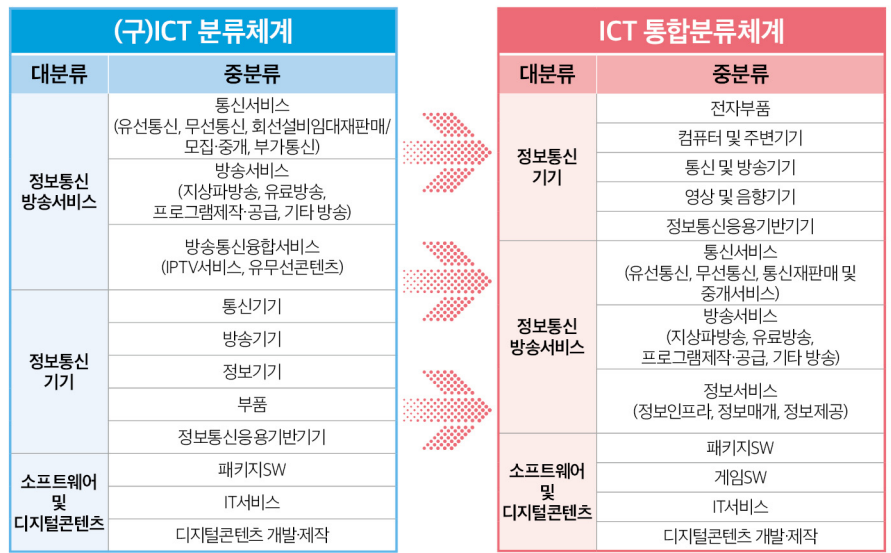 (구)ICT 분류체계
대분류
중분류
정보통신
방송서비스
통신서비스
(유선통신, 무선통신, 회선설비임대재판매/
모집·중개, 부가통신)
방송서비스
(지상파방송, 유료방송,
프로그램제작·공급, 기타 방송)
방송통신융합서비스
(IPTV서비스, 유무선콘텐츠)
정보통신
기기
통신기기
방송기기
정보기기
부품
정보통신응용기반기기
소프트웨어
및
디지털콘텐츠
패키지SW
IT서비스
디지털콘텐츠 개발·제작
ICT 통합분류체계
대분류
중분류
정보통신
기기
전자부품
컴퓨터 및 주변기기
통신 및 방송기기
영상 및 음향기기
정보통신응용기반기기
정보통신
방송서비스
통신서비스
(유선통신, 무선통신, 통신재판매 및
중개서비스)
방송서비스
(지상파방송, 유료방송,
프로그램제작·공급, 기타 방송)
정보서비스
(정보인프라, 정보매개, 정보제공)
소프트웨어
및
디지털콘텐츠
패키지SW
게임SW
IT서비스
디지털콘텐츠 개발·제작